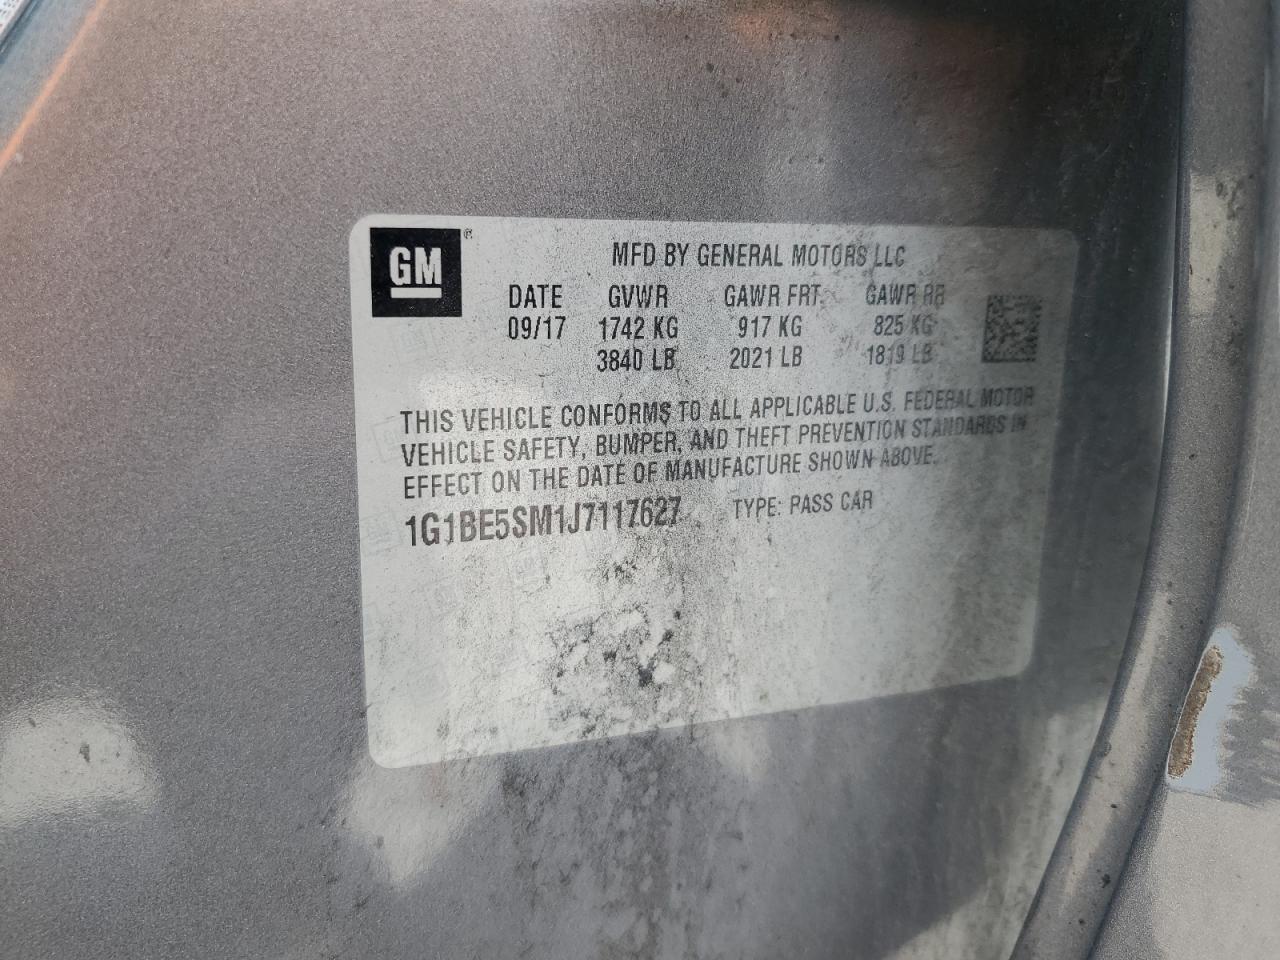 GM ®
MFD BY GENERAL MOTORS LLC
DATE GVWR GAWR FRT. GAWR RR
09/17 1742 KG 917 KG 825 KG
3840 LB 2021 LB 1819 LB
THIS VEHICLE CONFORMS TO ALL APPLICABLE U.S. FEDERAL MOTOR
VEHICLE SAFETY, BUMPER, AND THEFT PREVENTION STANDARDS IN
EFFECT ON THE DATE OF MANUFACTURE SHOWN ABOVE.
1G1BE5SM1J7117627 TYPE: PASS CAR